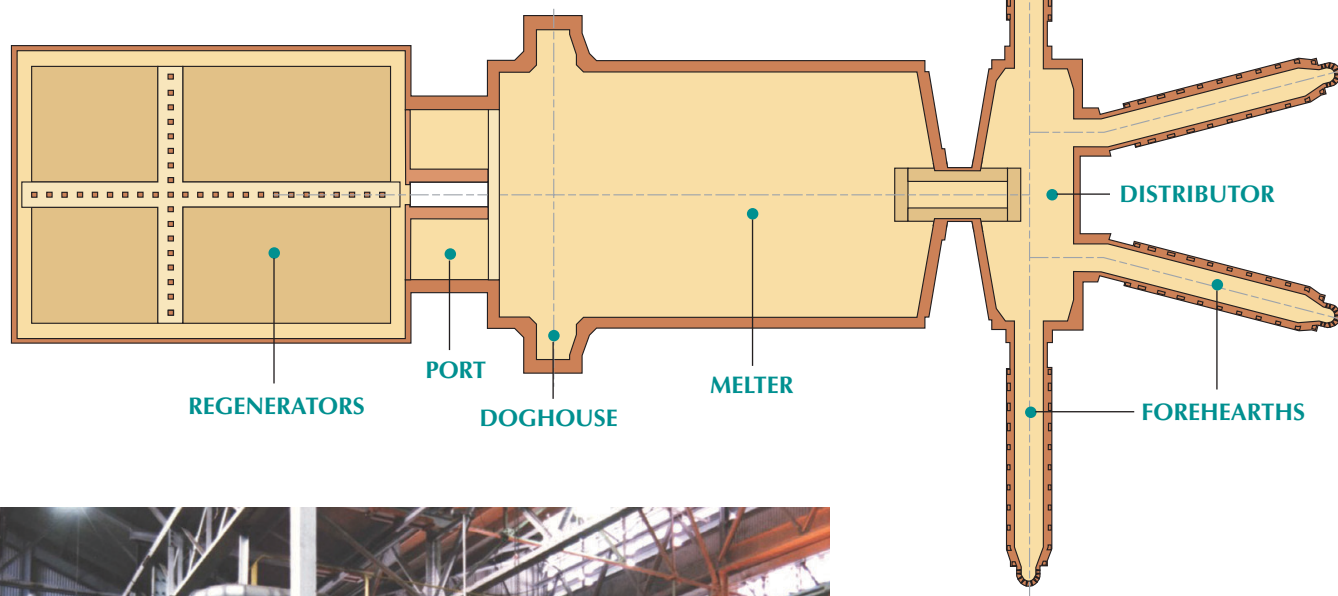 DISTRIBUTOR
PORT
MELTER
REGENERATORS
DOGHOUSE
FOREHEARTHS